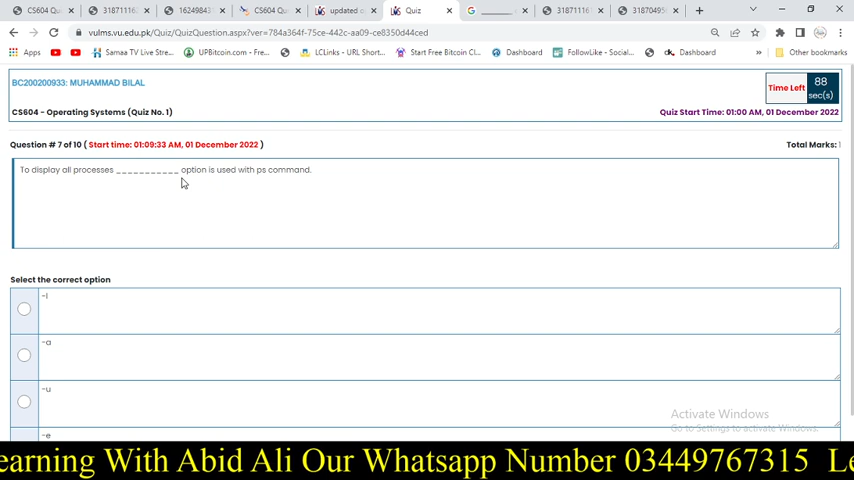 CS604 Qu
318711162
16249843
CS604 Qu
updated o
Quiz
318711161
318704950
vulms.vu.edu.pk/Quiz/QuizQuestion.aspx?ver=784a364f-75ce-442c-aa09-ce8350d44ced
Apps Samaa TV Live Stre... UPBitcoin.com - Fre... LCLinks - URL Short... Start Free Bitcoin Cl... Dashboard FollowLike - Social... Dashboard » Other bookmarks
BC200200933: MUHAMMAD BILAL
Time Left 88 sec(s)
CS604 - Operating Systems (Quiz No. 1)
Quiz Start Time: 01:00 AM, 01 December 2022
Question # 7 of 10 ( Start time: 01:09:33 AM, 01 December 2022 )
Total Marks: 1
To display all processes ___________ option is used with ps command.
Select the correct option
-l
-a
-u
-e
Activate Windows
Go to Settings to activate Windows.
earning With Abid Ali Our Whatsapp Number 03449767315 Le